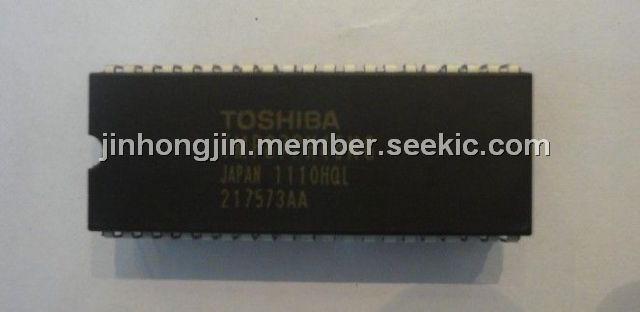 TOSHIBA
jinhongjin.member.seekic.com
JAPAN 1110HQL
217573AA